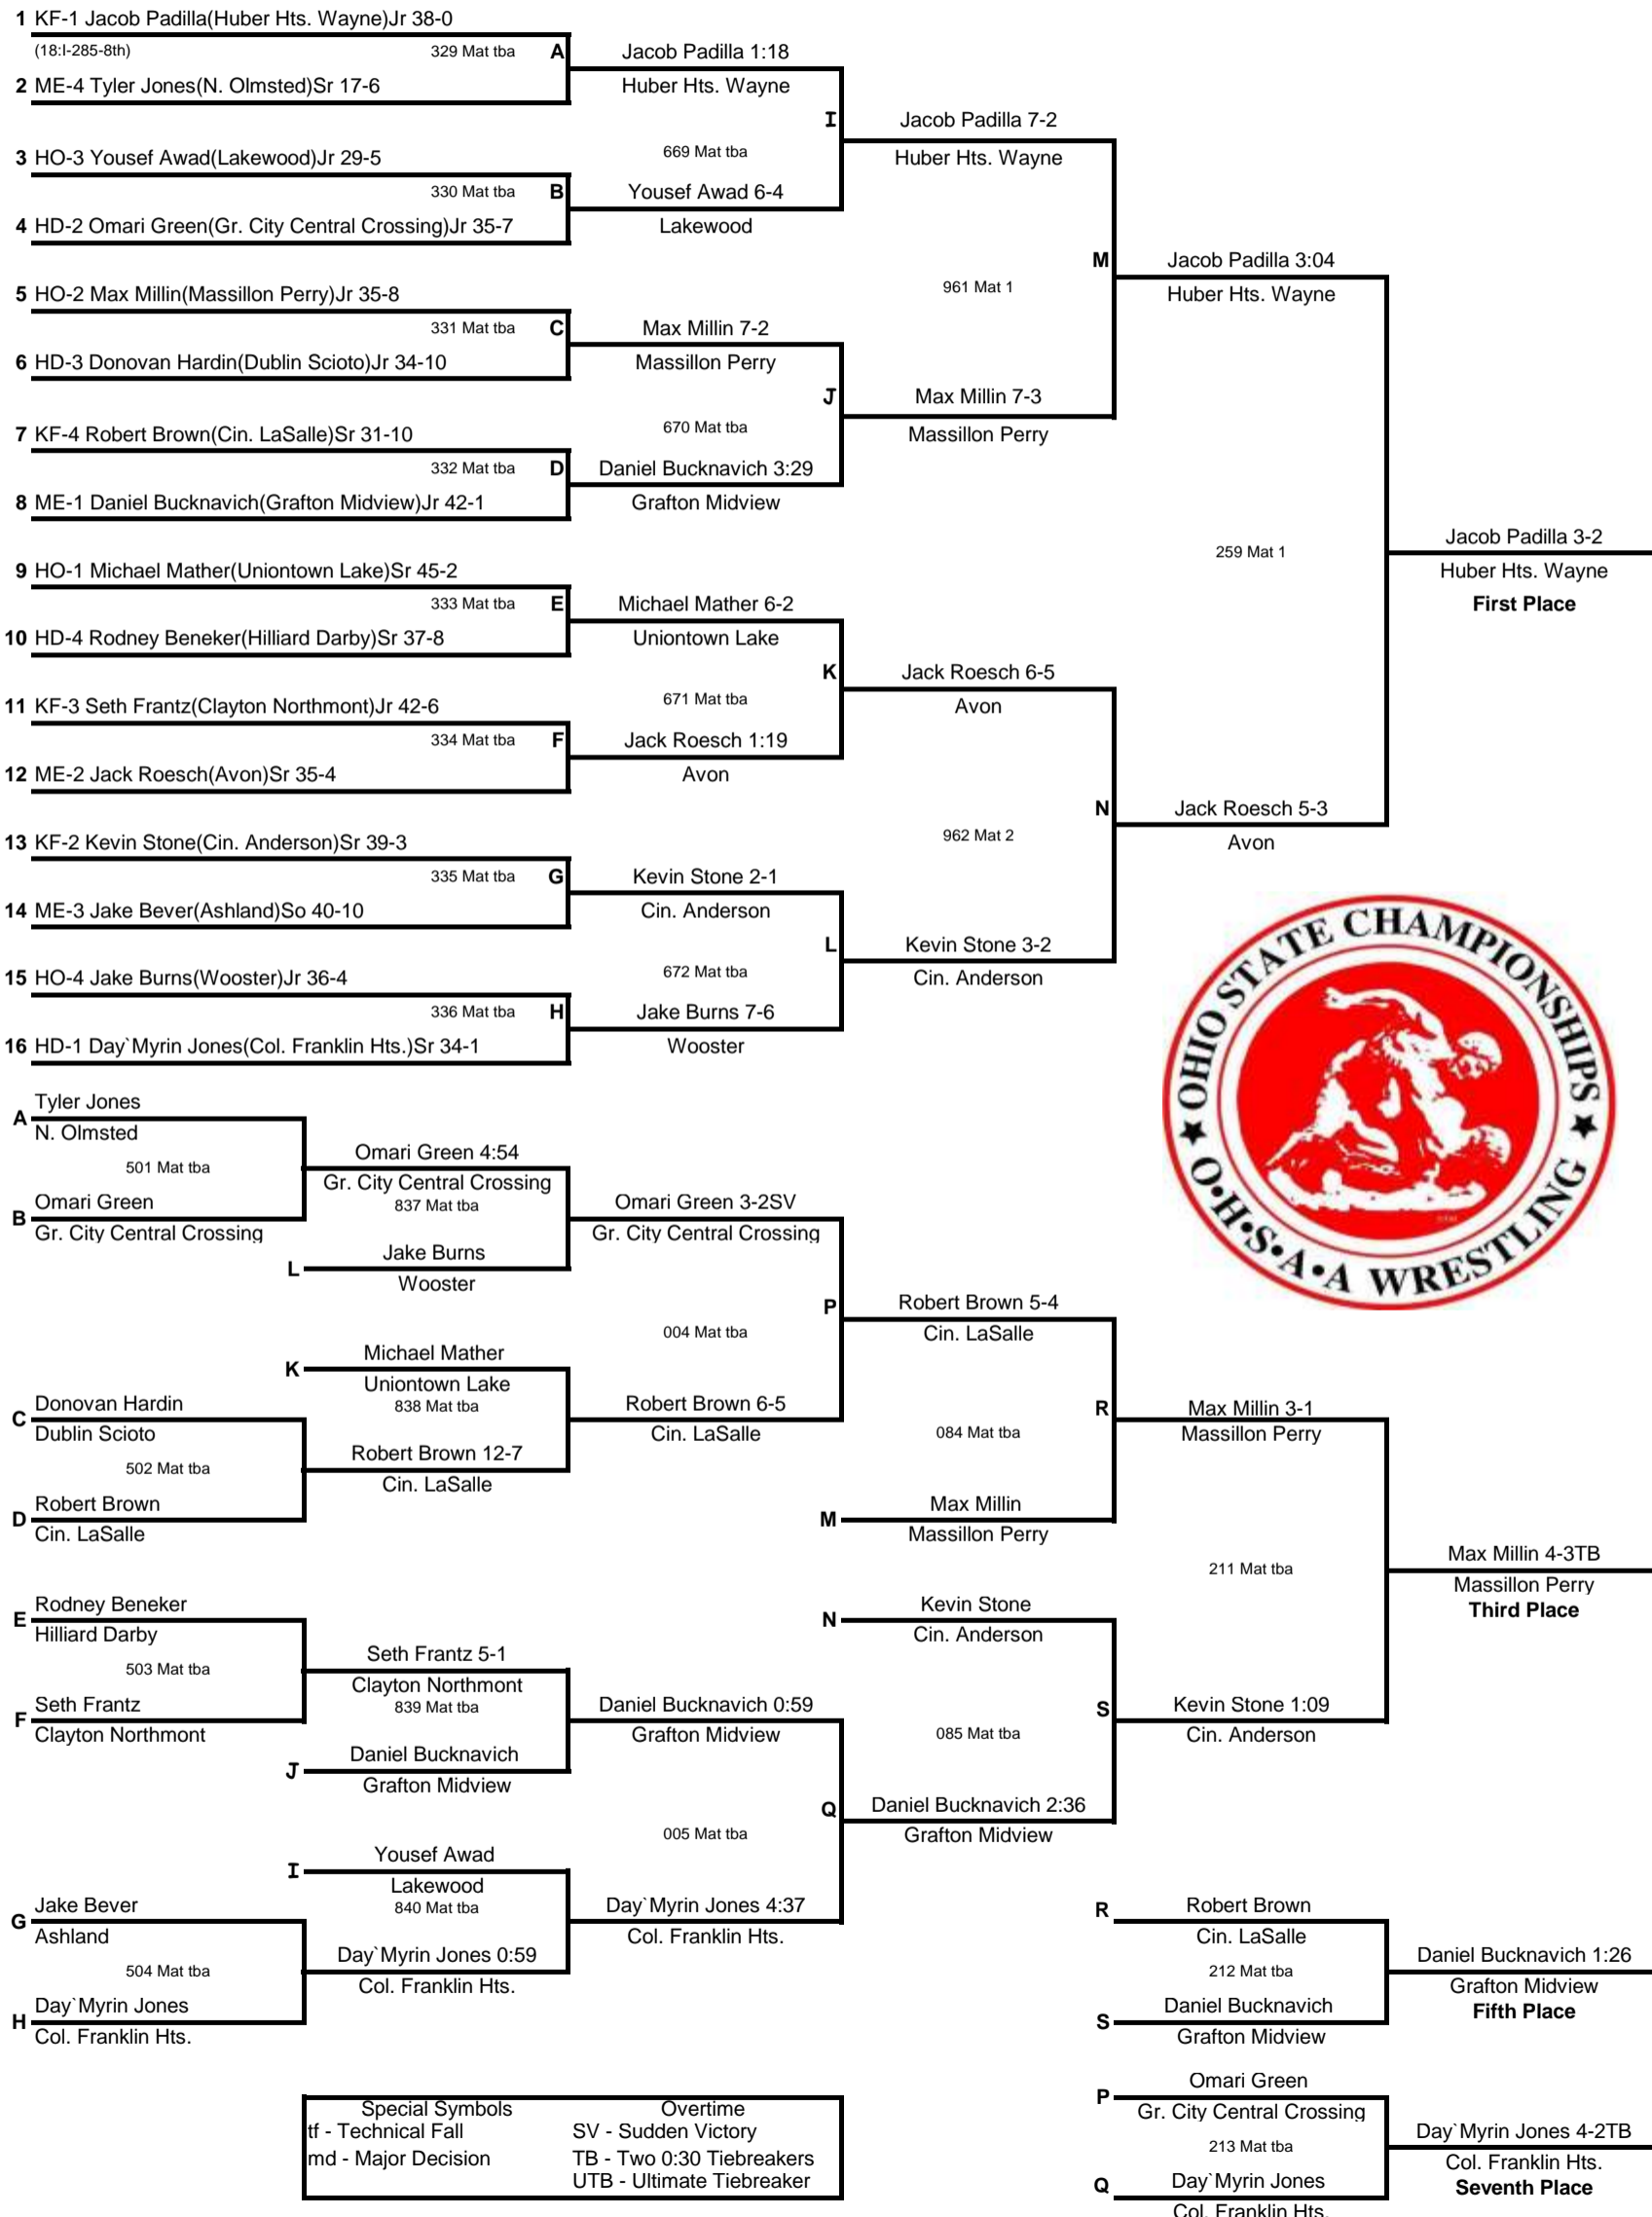 1 KF-1 Jacob Padilla(Huber Hts. Wayne)Jr 38-0
(18:I-285-8th)
329 Mat tba A
2 ME-4 Tyler Jones(N. Olmsted)Sr 17-6
3 HO-3 Yousef Awad(Lakewood)Jr 29-5
330 Mat tba B
4 HD-2 Omari Green(Gr. City Central Crossing)Jr 35-7
5 HO-2 Max Millin(Massillon Perry)Jr 35-8
331 Mat tba C
6 HD-3 Donovan Hardin(Dublin Scioto)Jr 34-10
7 KF-4 Robert Brown(Cin. LaSalle)Sr 31-10
332 Mat tba D
8 ME-1 Daniel Bucknavich(Grafton Midview)Jr 42-1
9 HO-1 Michael Mather(Uniontown Lake)Sr 45-2
333 Mat tba E
10 HD-4 Rodney Beneker(Hilliard Darby)Sr 37-8
11 KF-3 Seth Frantz(Clayton Northmont)Jr 42-6
334 Mat tba F
12 ME-2 Jack Roesch(Avon)Sr 35-4
13 KF-2 Kevin Stone(Cin. Anderson)Sr 39-3
335 Mat tba G
14 ME-3 Jake Bever(Ashland)So 40-10
15 HO-4 Jake Burns(Wooster)Jr 36-4
336 Mat tba H
16 HD-1 Day`Myrin Jones(Col. Franklin Hts.)Sr 34-1
Jacob Padilla 1:18
Huber Hts. Wayne
669 Mat tba
I
Yousef Awad 6-4
Lakewood
Max Millin 7-2
Massillon Perry
670 Mat tba
J
Daniel Bucknavich 3:29
Grafton Midview
Michael Mather 6-2
Uniontown Lake
671 Mat tba
K
Jack Roesch 1:19
Avon
Kevin Stone 2-1
Cin. Anderson
672 Mat tba
L
Jake Burns 7-6
Wooster
Jacob Padilla 7-2
Huber Hts. Wayne
961 Mat 1
M
Max Millin 7-3
Massillon Perry
Jack Roesch 6-5
Avon
962 Mat 2
N
Kevin Stone 3-2
Cin. Anderson
Jacob Padilla 3:04
Huber Hts. Wayne
259 Mat 1
Jack Roesch 5-3
Avon
Jacob Padilla 3-2
Huber Hts. Wayne
First Place
★ OHIO STATE CHAMPIONSHIPS ★
O•H•S•A•A WRESTLING
A Tyler Jones
N. Olmsted
501 Mat tba
B Omari Green
Gr. City Central Crossing
Omari Green 4:54
Gr. City Central Crossing
837 Mat tba
L Jake Burns
Wooster
Omari Green 3-2SV
Gr. City Central Crossing
K Michael Mather
Uniontown Lake
838 Mat tba
C Donovan Hardin
Dublin Scioto
502 Mat tba
D Robert Brown
Cin. LaSalle
Robert Brown 12-7
Cin. LaSalle
004 Mat tba
P
Robert Brown 6-5
Cin. LaSalle
Robert Brown 5-4
Cin. LaSalle
084 Mat tba
R
M Max Millin
Massillon Perry
Max Millin 3-1
Massillon Perry
211 Mat tba
Max Millin 4-3TB
Massillon Perry
Third Place
E Rodney Beneker
Hilliard Darby
503 Mat tba
F Seth Frantz
Clayton Northmont
Seth Frantz 5-1
Clayton Northmont
839 Mat tba
J Daniel Bucknavich
Grafton Midview
Daniel Bucknavich 0:59
Grafton Midview
005 Mat tba
Q
I Yousef Awad
Lakewood
840 Mat tba
G Jake Bever
Ashland
504 Mat tba
H Day`Myrin Jones
Col. Franklin Hts.
Day`Myrin Jones 0:59
Col. Franklin Hts.
Day`Myrin Jones 4:37
Col. Franklin Hts.
N Kevin Stone
Cin. Anderson
085 Mat tba
S
Daniel Bucknavich 2:36
Grafton Midview
Kevin Stone 1:09
Cin. Anderson
R Robert Brown
Cin. LaSalle
212 Mat tba
S Daniel Bucknavich
Grafton Midview
Daniel Bucknavich 1:26
Grafton Midview
Fifth Place
P Omari Green
Gr. City Central Crossing
213 Mat tba
Q Day`Myrin Jones
Col. Franklin Hts.
Day`Myrin Jones 4-2TB
Col. Franklin Hts.
Seventh Place
Special Symbols Overtime
tf - Technical Fall SV - Sudden Victory
md - Major Decision TB - Two 0:30 Tiebreakers
UTB - Ultimate Tiebreaker